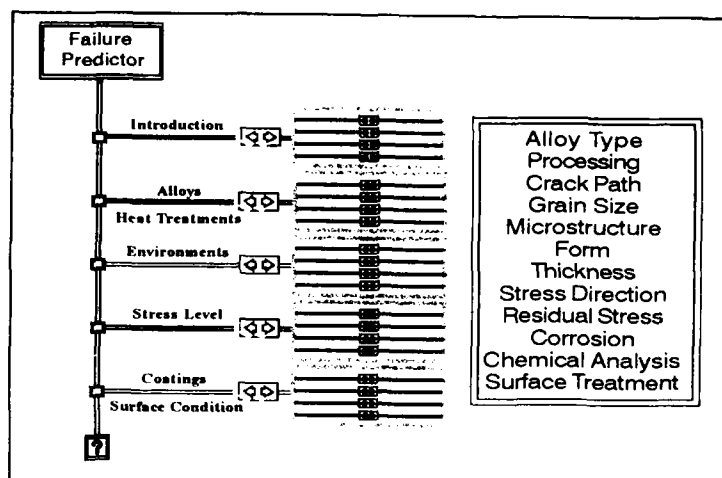 Failure
Predictor
Introduction
Alloys
Heat Treatments
Environments
Stress Level
Coatings
Surface Condition
?
Alloy Type
Processing
Crack Path
Grain Size
Microstructure
Form
Thickness
Stress Direction
Residual Stress
Corrosion
Chemical Analysis
Surface Treatment